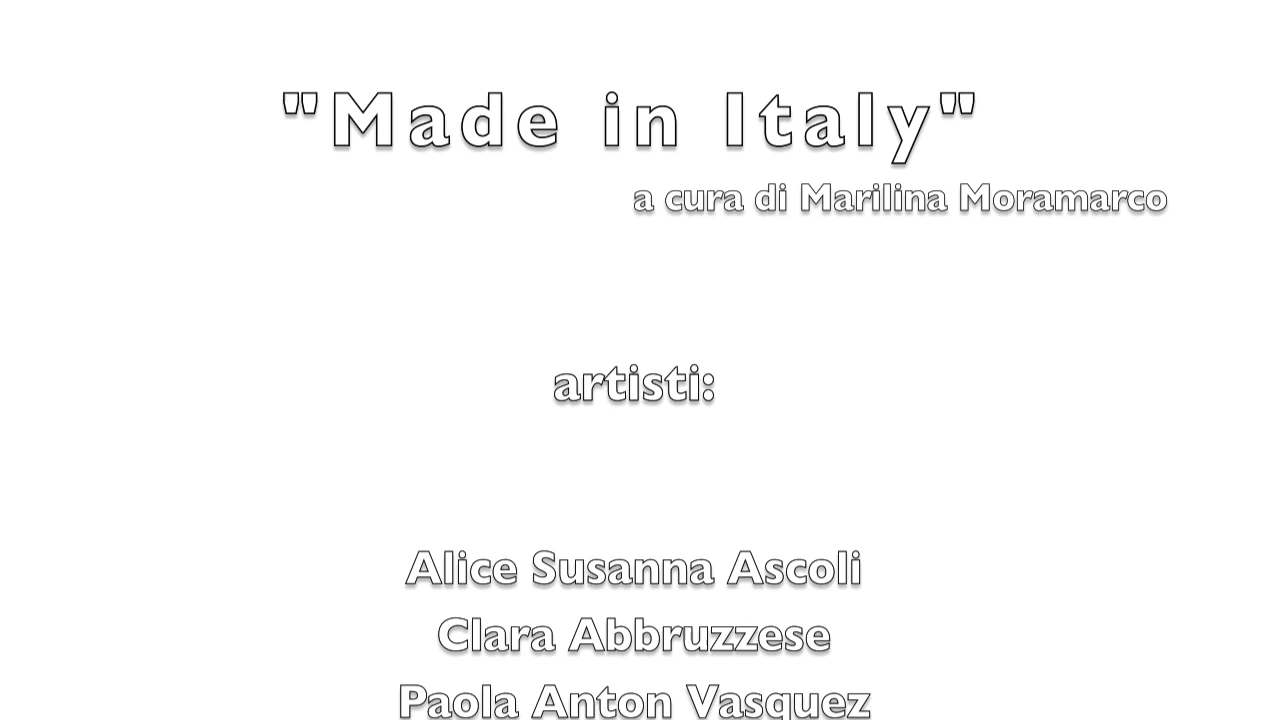 "Made in Italy"
a cura di Marilina Moramarco
artisti:
Alice Susanna Ascoli
Clara Abbruzzese
Paola Anton Vasquez